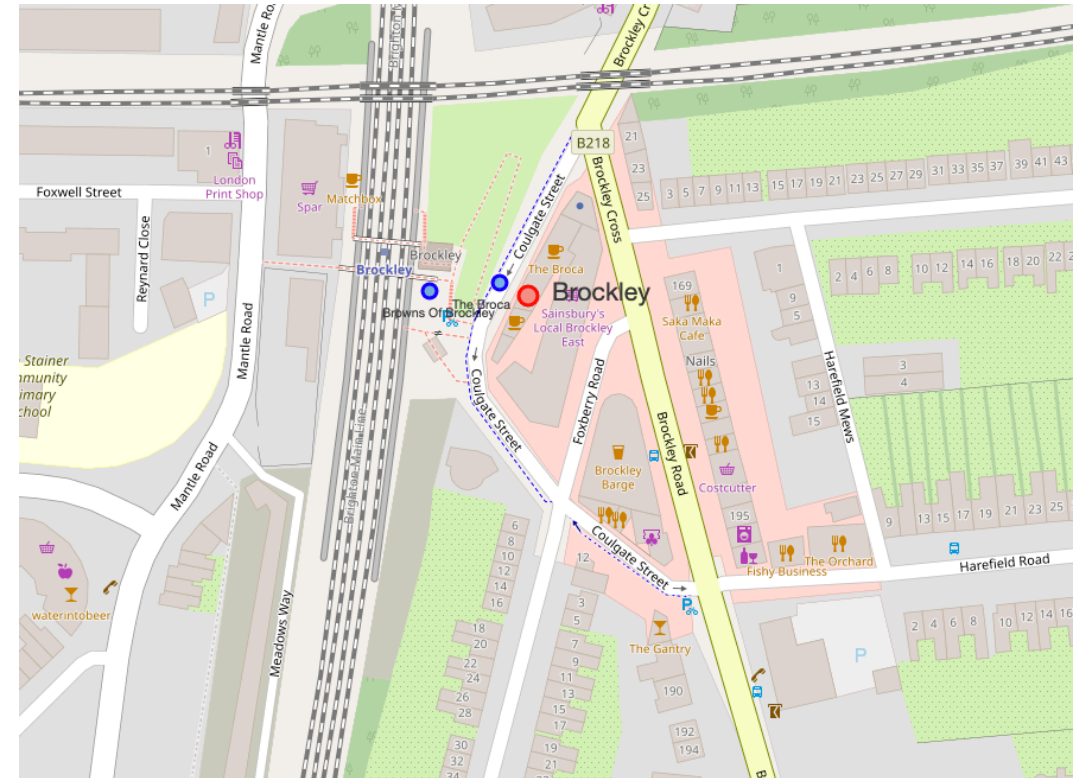 Mantle Ro
Brighton M
Brockley Cr
B218
21
23
25
3 5 7 9 11 13
15 17 19 21 23 25 27 29 31 33 35 37 39 41 43
1
London
Print Shop
Foxwell Street
Spar
Matchbox
Reynard Close
P
Mantle Road
Brockley
Brockley
Coulgate Street
Brockley Cross
The Broca
The Broca
Browns Of Brockley
Brockley
Sainsbury's
Local Brockley
East
169
Saka Maka
Cafe
Nails
1
9
5
2 4 6 8
10 12
14 16
18 20 22 2
3
4
13
14
15
Harefield Mews
Stainer
mmunity
rimary
chool
Coulgate Street
Foxberry Road
Brockley Road
Brighton Main Line
Mantle Road
Brockley
Barge
Costcutter
195
Fishy Business
The Orchard
9
13 15 17 19 21 23 25
Harefield Road
Coulgate Street
waterintobeer
Meadows Way
6
8
10
12
14
16
18
20
22
24
26
28
30
32
12
3
5
7
9
11
13
15
19
21
The Gantry
190
192
194
P
2 4 6 8
10 12 14 16
B